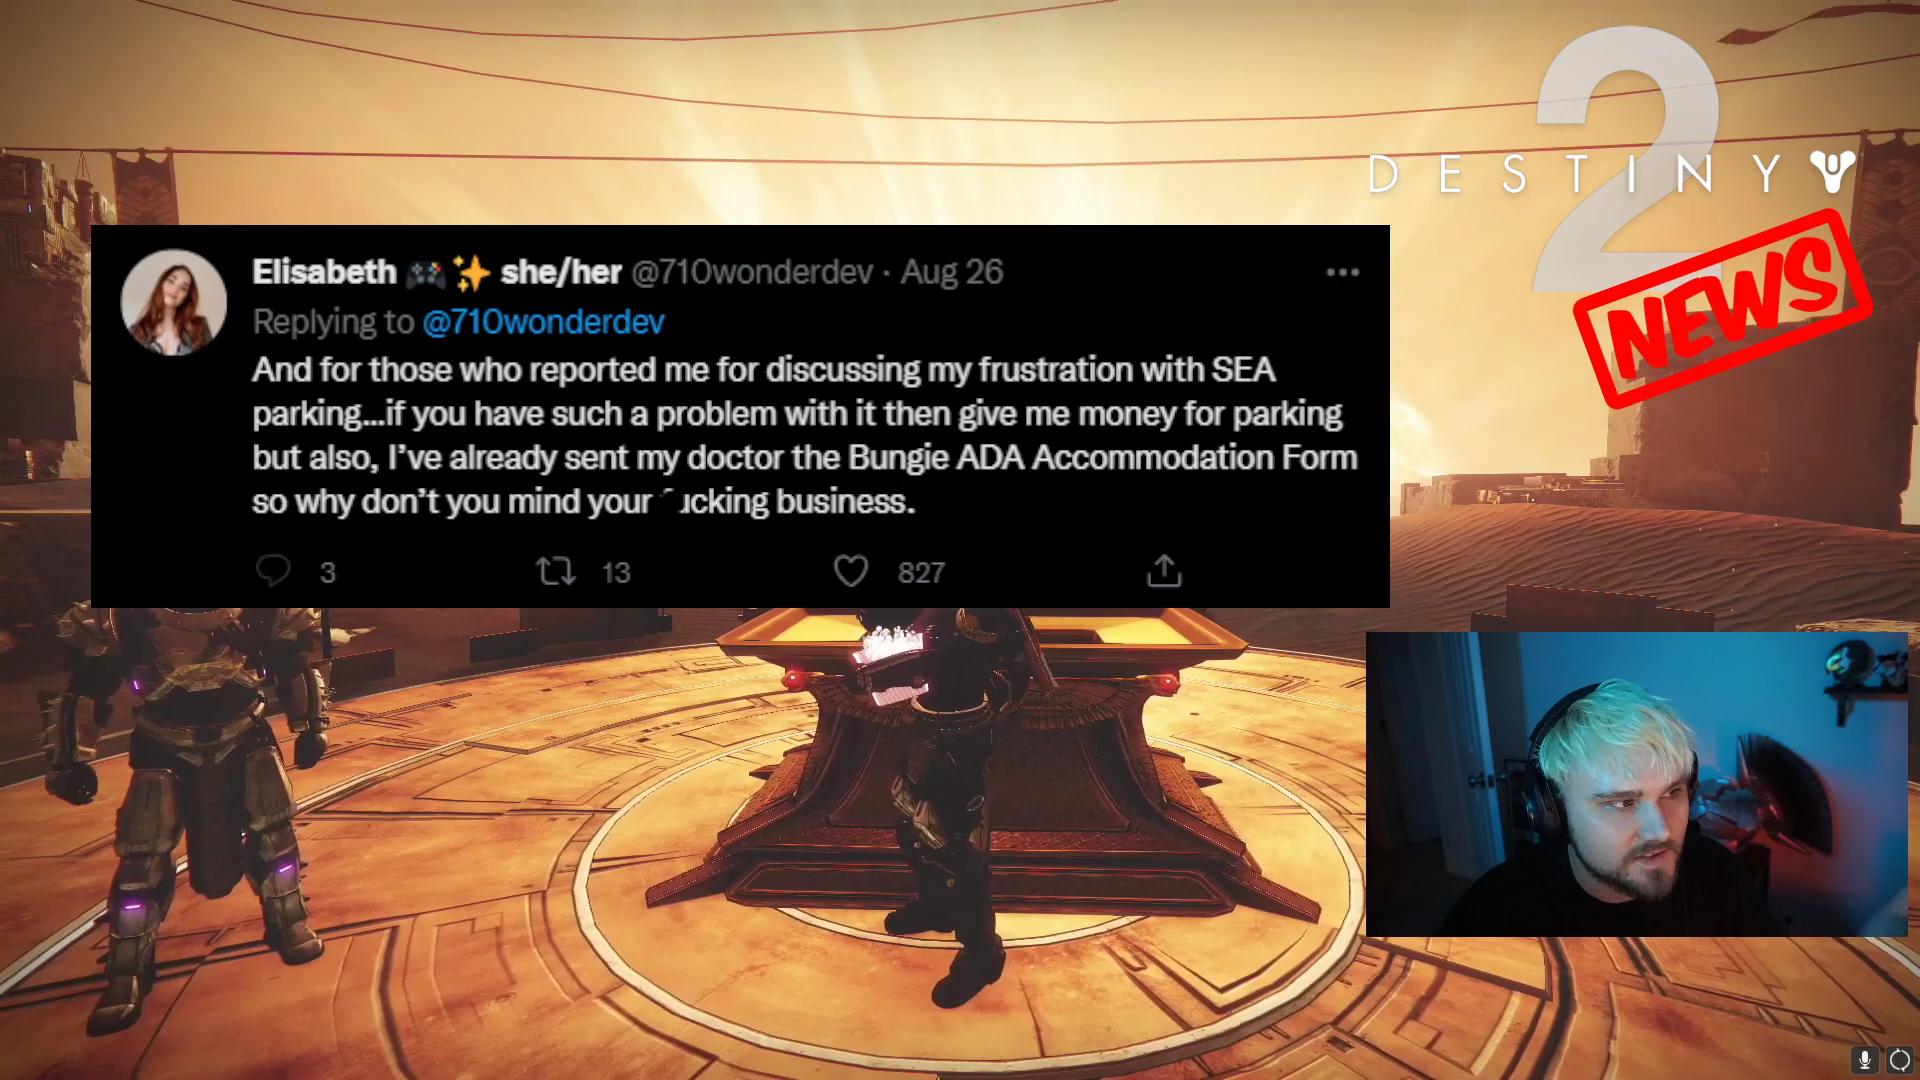 2
DESTINY
NEWS
Elisabeth 🎮✨ she/her @710wonderdev · Aug 26
Replying to @710wonderdev
And for those who reported me for discussing my frustration with SEA
parking...if you have such a problem with it then give me money for parking
but also, I've already sent my doctor the Bungie ADA Accommodation Form
so why don't you mind your ucking business.
3 13 827